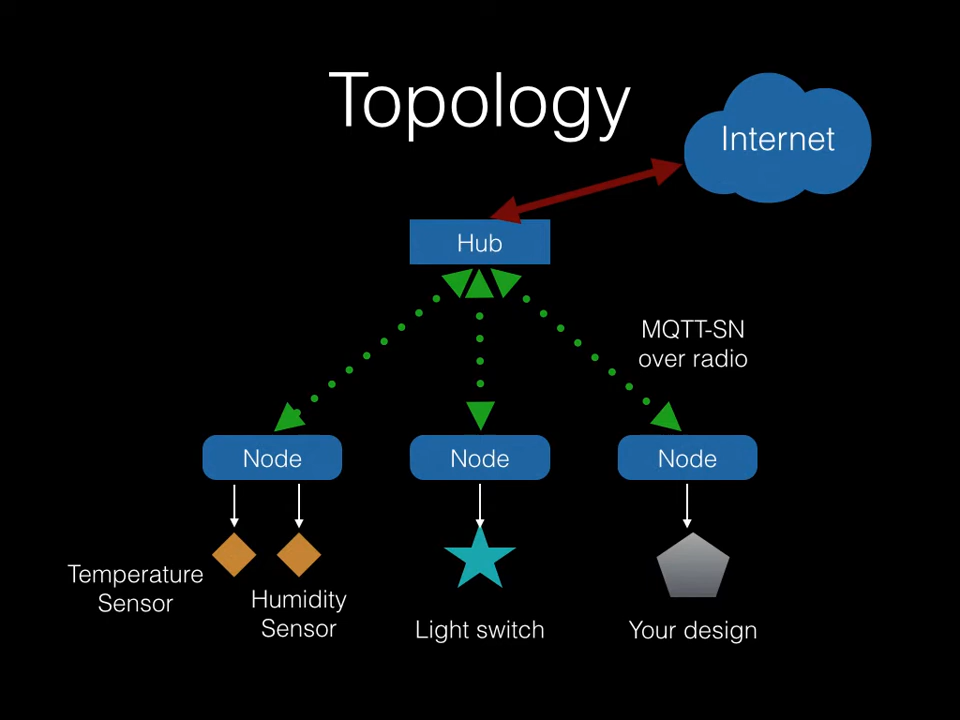 Topology
Internet
Hub
MQTT-SN
over radio
Node
Node
Node
Temperature
Sensor
Humidity
Sensor
Light switch
Your design